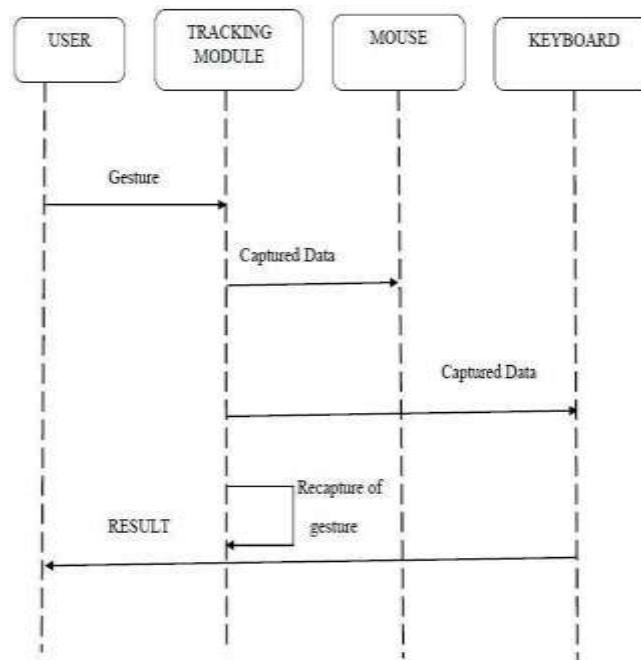 USER
TRACKING
MODULE
MOUSE
KEYBOARD
Gesture
Captured Data
Captured Data
Recapture of
gesture
RESULT